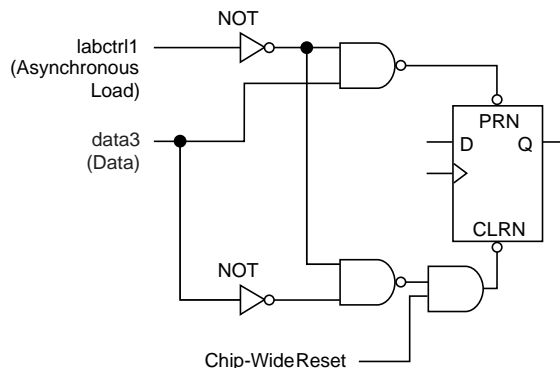 NOT
labctrl1
(Asynchronous
Load)
PRN
data3
(Data)
D
Q
CLRN
NOT
Chip-Wide Reset